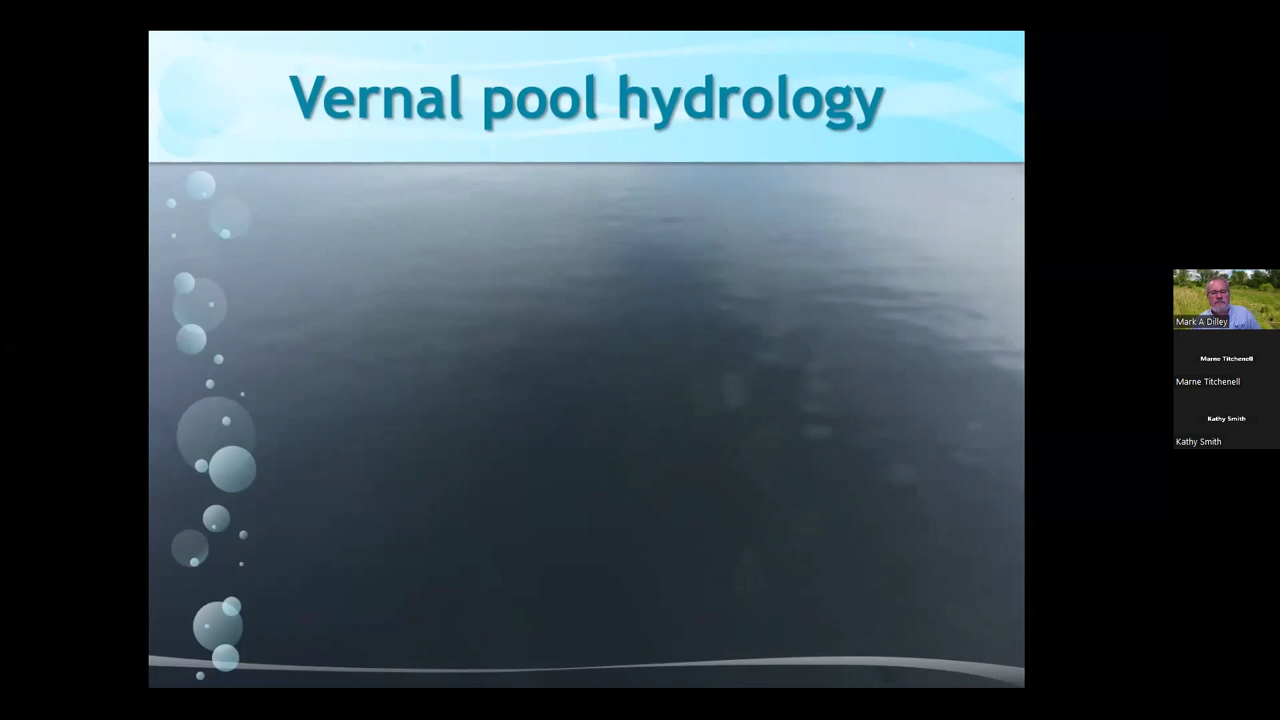 Vernal pool hydrology
Mark A Dilley
Marne Titchenell
Marne Titchenell
Kathy Smith
Kathy Smith